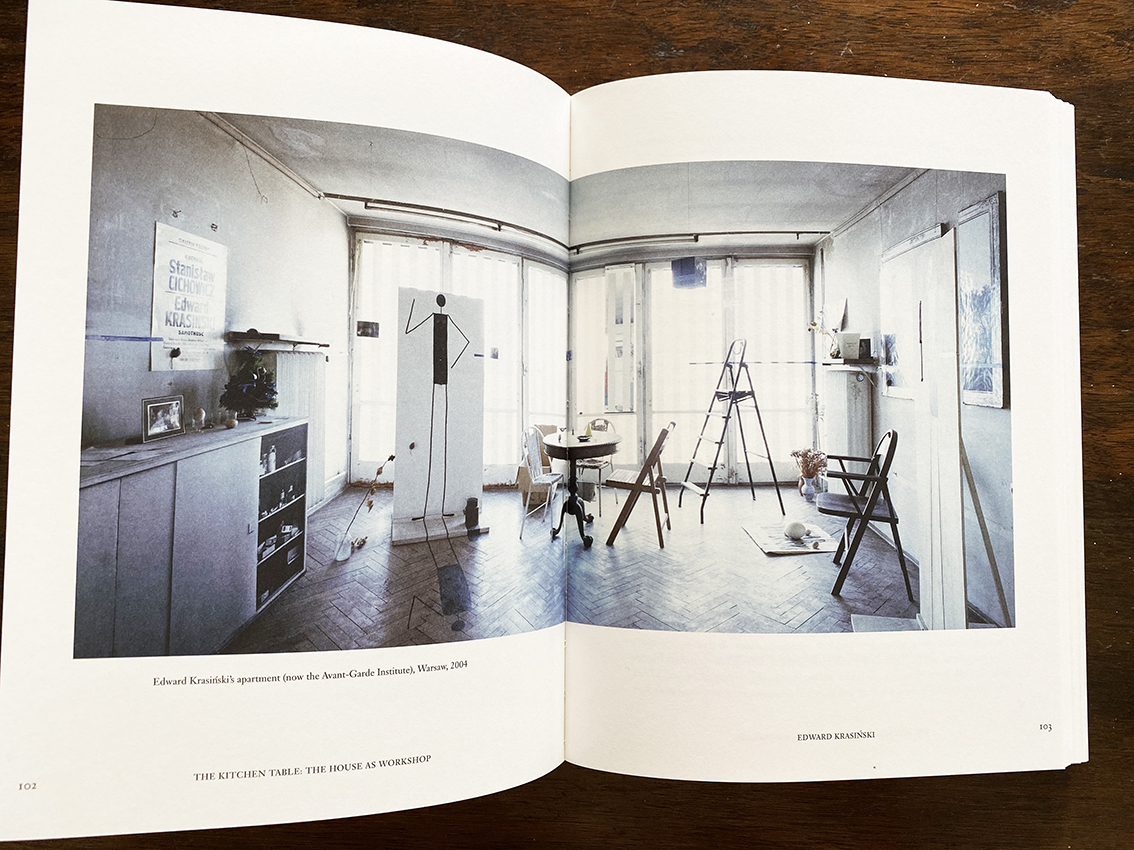 Stanisław
CICHOWICZ
Edward
KRASIŃSKI
SAMOTNOŚĆ
Edward Krasiński's apartment (now the Avant-Garde Institute), Warsaw, 2004
102
THE KITCHEN TABLE: THE HOUSE AS WORKSHOP
EDWARD KRASIŃSKI
103